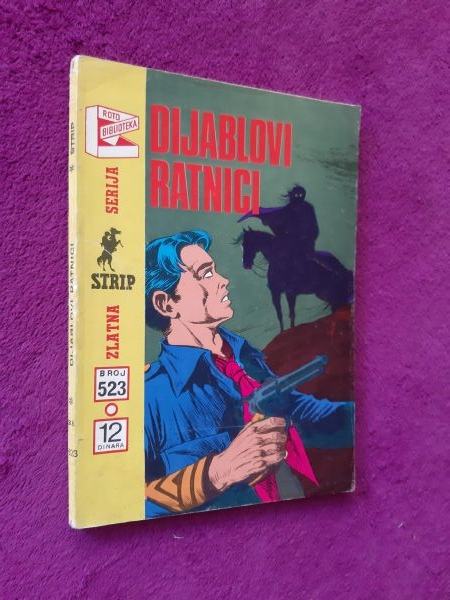 ROTO
BIBLIOTEKA
DIJABLOVI
RATNICI
ZLATNA
STRIP
SERIJA
BROJ
523
12
DINARA
DIJABLOVI RATNICI * STRIP